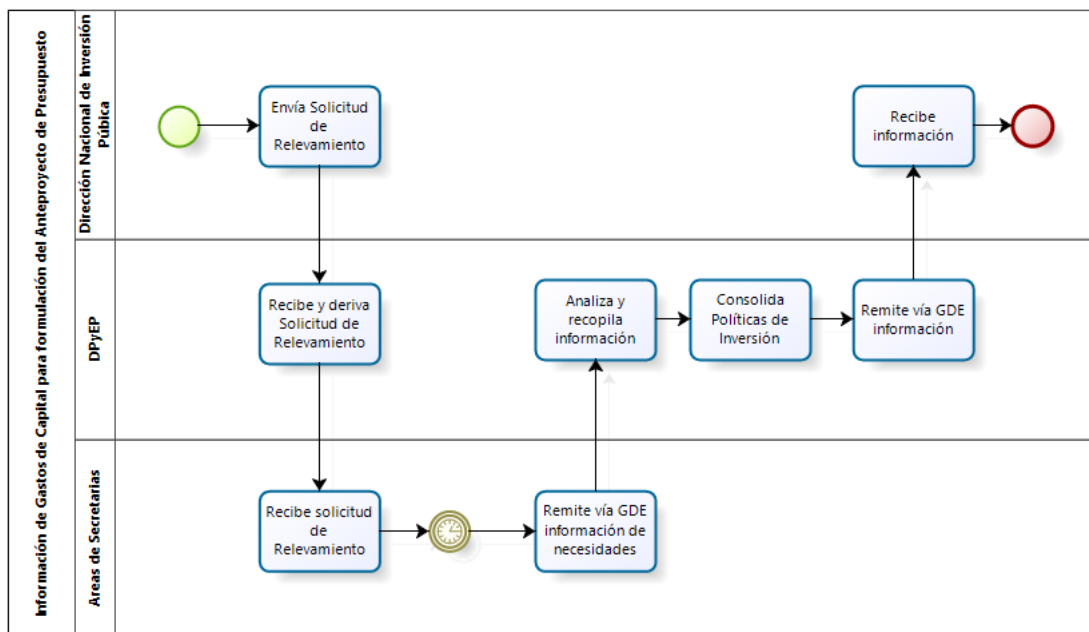 Información de Gastos de Capital para formulación del Anteproyecto de Presupuesto
Dirección Nacional de Inversión
Púbica
Envía Solicitud
de
Relevamiento
Recibe
información
DPyEP
Recibe y deriva
Solicitud de
Relevamiento
Analiza y
recopila
información
Consolida
Políticas de
Inversión
Remite vía GDE
información
Areas de Secretarias
Recibe solicitud
de
Relevamiento
Remite vía GDE
información de
necesidades